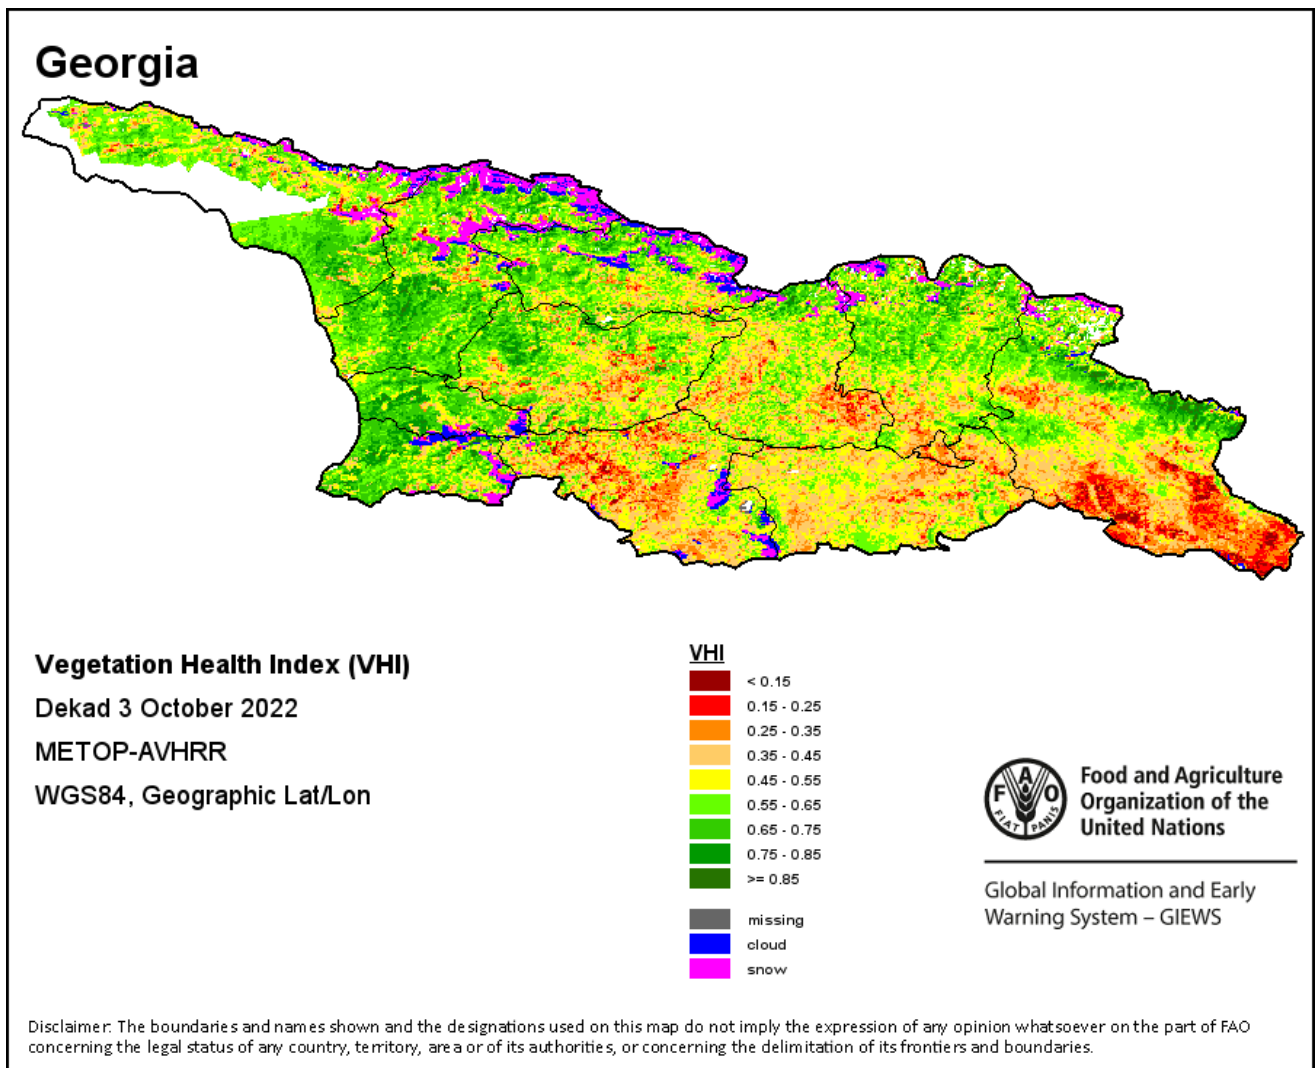 Georgia
Vegetation Health Index (VHI)
Dekad 3 October 2022
METOP-AVHRR
WGS84, Geographic Lat/Lon
VHI
< 0.15
0.15 - 0.25
0.25 - 0.35
0.35 - 0.45
0.45 - 0.55
0.55 - 0.65
0.65 - 0.75
0.75 - 0.85
>= 0.85
missing
cloud
snow
F A O
FIAT PANIS
Food and Agriculture
Organization of the
United Nations
Global Information and Early
Warning System – GIEWS
Disclaimer: The boundaries and names shown and the designations used on this map do not imply the expression of any opinion whatsoever on the part of FAO
concerning the legal status of any country, territory, area or of its authorities, or concerning the delimitation of its frontiers and boundaries.